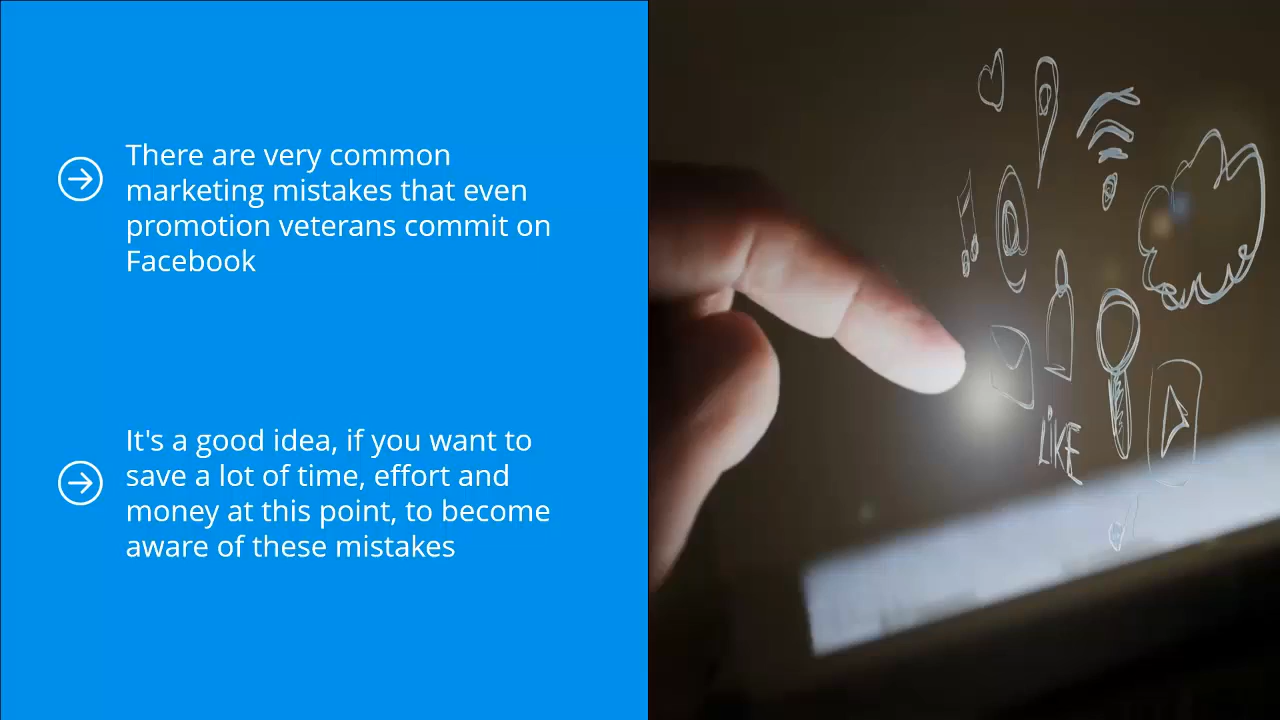 There are very common
marketing mistakes that even
promotion veterans commit on
Facebook
It's a good idea, if you want to
save a lot of time, effort and
money at this point, to become
aware of these mistakes
LIKE